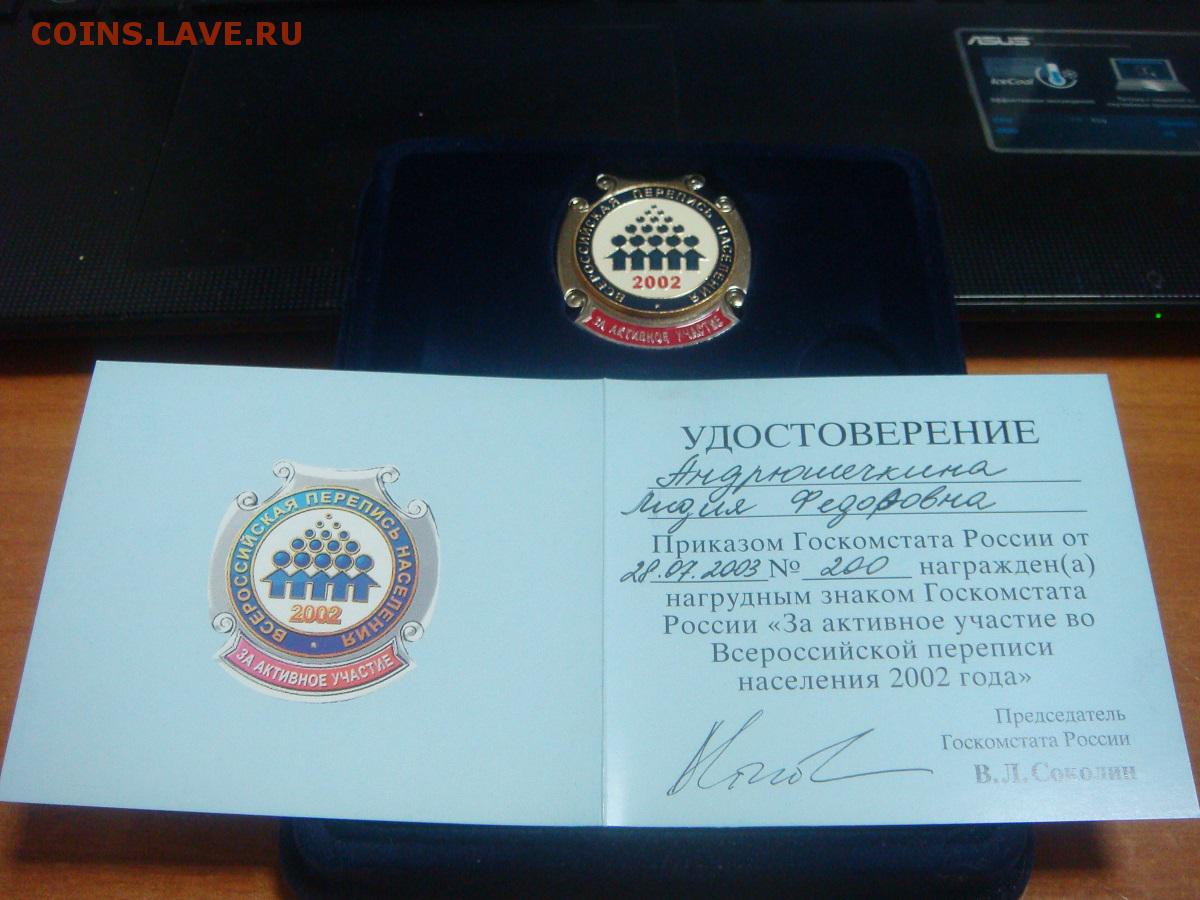 COINS.LAVE.RU
ASUS
IceCool
ВСЕРОССИЙСКАЯ ПЕРЕПИСЬ НАСЕЛЕНИЯ
2002
ЗА АКТИВНОЕ УЧАСТИЕ
ВСЕРОССИЙСКАЯ ПЕРЕПИСЬ НАСЕЛЕНИЯ
2002
ЗА АКТИВНОЕ УЧАСТИЕ
УДОСТОВЕРЕНИЕ
Андрюшечкина
Лидия Федоровна
Приказом Госкомстата России от
28.07.2003 № 200 награжден(а)
нагрудным знаком Госкомстата
России «За активное участие во
Всероссийской переписи
населения 2002 года»
Председатель
Госкомстата России
В.Л.Соколин